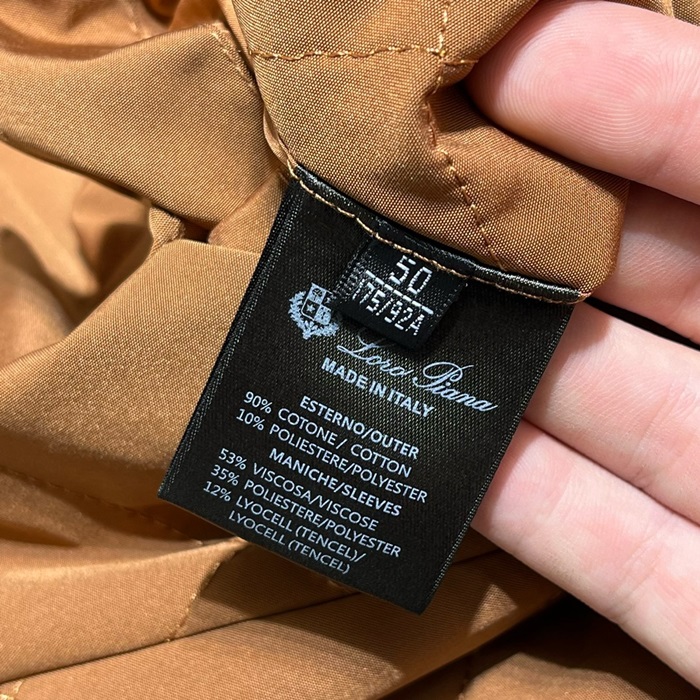 50
175/92A
Loro Piana
MADE IN ITALY
ESTERNO/OUTER
90% COTONE / COTTON
10% POLIESTERE/POLYESTER
MANICHE/SLEEVES
53% VISCOSA/VISCOSE
35% POLIESTERE/POLYESTER
12% LYOCELL (TENCEL)/
LYOCELL (TENCEL)